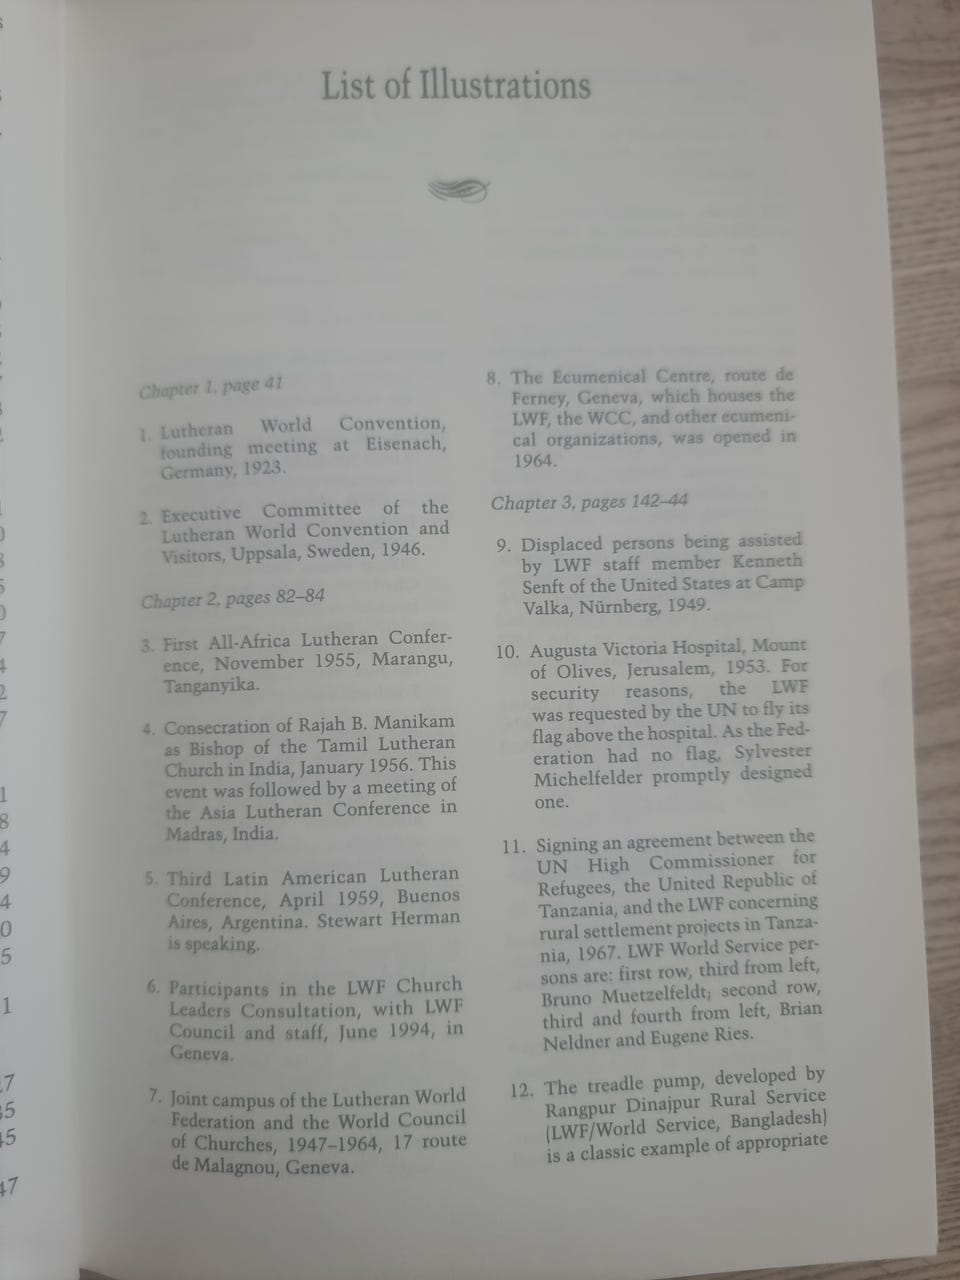 List of Illustrations
Chapter 1, page 41
1. Lutheran World Convention,
founding meeting at Eisenach,
Germany, 1923.
2. Executive Committee of the
Lutheran World Convention and
Visitors, Uppsala, Sweden, 1946.
Chapter 2, pages 82–84
3. First All-Africa Lutheran Confer-
ence, November 1955, Marangu,
Tanganyika.
4. Consecration of Rajah B. Manikam
as Bishop of the Tamil Lutheran
Church in India, January 1956. This
event was followed by a meeting of
the Asia Lutheran Conference in
Madras, India.
5. Third Latin American Lutheran
Conference, April 1959, Buenos
Aires, Argentina. Stewart Herman
is speaking.
6. Participants in the LWF Church
Leaders Consultation, with LWF
Council and staff, June 1994, in
Geneva.
7. Joint campus of the Lutheran World
Federation and the World Council
of Churches, 1947–1964, 17 route
de Malagnou, Geneva.
8. The Ecumenical Centre, route de
Ferney, Geneva, which houses the
LWF, the WCC, and other ecumeni-
cal organizations, was opened in
1964.
Chapter 3, pages 142–44
9. Displaced persons being assisted
by LWF staff member Kenneth
Senft of the United States at Camp
Valka, Nürnberg, 1949.
10. Augusta Victoria Hospital, Mount
of Olives, Jerusalem, 1953. For
security reasons, the LWF
was requested by the UN to fly its
flag above the hospital. As the Fed-
eration had no flag, Sylvester
Michelfelder promptly designed
one.
11. Signing an agreement between the
UN High Commissioner for
Refugees, the United Republic of
Tanzania, and the LWF concerning
rural settlement projects in Tanza-
nia, 1967. LWF World Service per-
sons are: first row, third from left,
Bruno Muetzelfeldt; second row,
third and fourth from left, Brian
Neldner and Eugene Ries.
12. The treadle pump, developed by
Rangpur Dinajpur Rural Service
(LWF/World Service, Bangladesh)
is a classic example of appropriate